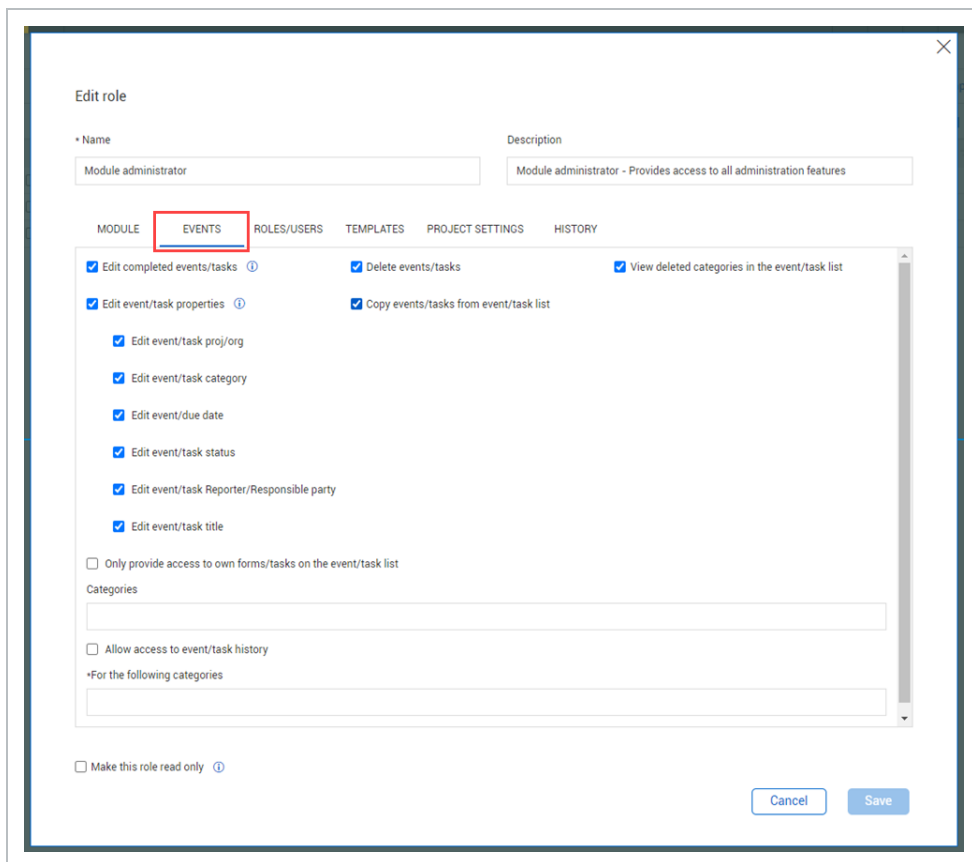 Edit role
* Name
Description
Module administrator
Module administrator - Provides access to all administration features
MODULE EVENTS ROLES/USERS TEMPLATES PROJECT SETTINGS HISTORY
Edit completed events/tasks Delete events/tasks View deleted categories in the event/task list
Edit event/task properties Copy events/tasks from event/task list
Edit event/task proj/org
Edit event/task category
Edit event/due date
Edit event/task status
Edit event/task Reporter/Responsible party
Edit event/task title
Only provide access to own forms/tasks on the event/task list
Categories
Allow access to event/task history
*For the following categories
Make this role read only
Cancel Save